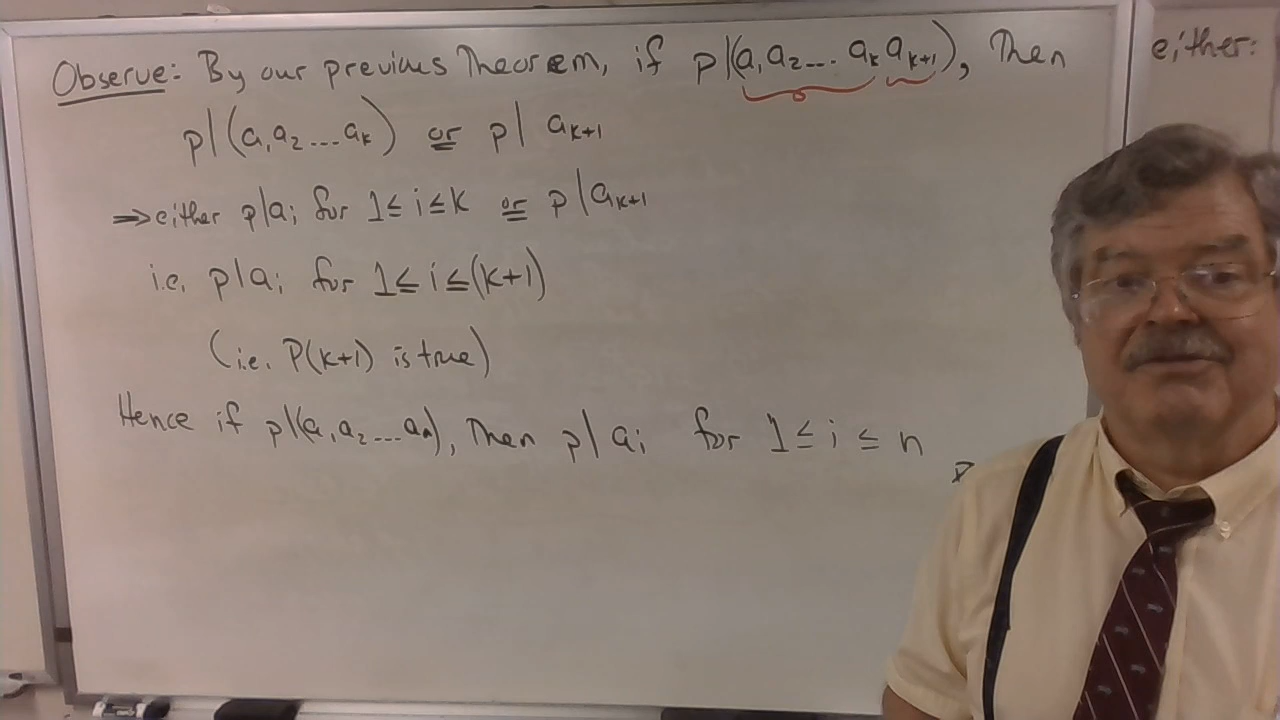 Observe: By our previous Theorem, if p|(a₁a₂...aₖaₖ₊₁), Then
p|(a₁a₂...aₖ) or p|aₖ₊₁
⇒ either p|aᵢ for 1≤i≤k or p|aₖ₊₁
i.e. p|aᵢ for 1≤i≤(k+1)
(i.e. P(k+1) is true)
Hence if p|(a₁a₂...aₙ), Then p|aᵢ for 1≤i≤n
either: